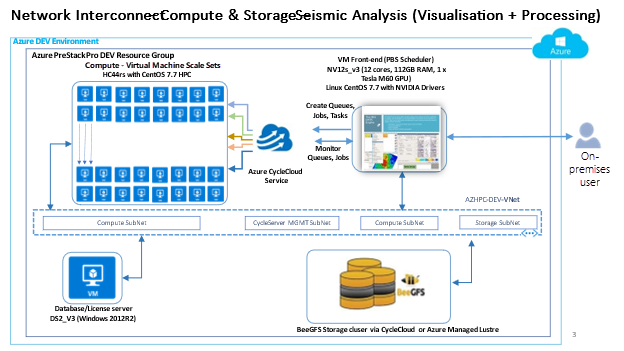 Network Interconnect–Compute & Storage–Seismic Analysis (Visualisation + Processing)
Azure DEV Environment
Azure
Azure PreStackPro DEV Resource Group
Compute - Virtual Machine Scale Sets
HC44rs with CentOS 7.7 HPC
VM Front-end (PBS Scheduler)
NV12s_v3 (12 cores, 112GB RAM, 1 x
Tesla M60 GPU)
Linux CentOS 7.7 with NVIDIA Drivers
Create Queues,
Jobs, Tasks
Monitor
Queues, Jobs
Azure CycleCloud
Service
On-
premises
user
AZHPC-DEV-VNet
Compute SubNet
CycleServer MGMT SubNet
Compute SubNet
Storage SubNet
VM
Database/License server
DS2_V3 (Windows 2012R2)
BeeGFS
BeeGFS Storage cluser via CycleCloud or Azure Managed Lustre
3